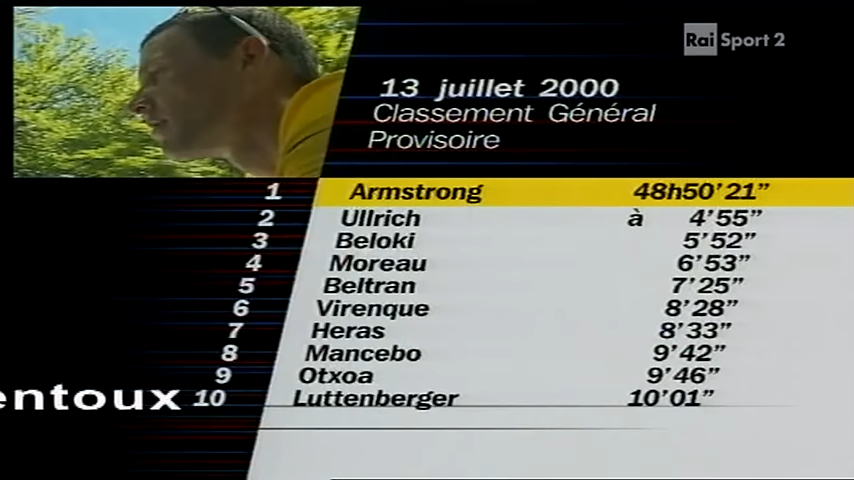 Rai Sport 2
13 juillet 2000
Classement Général
Provisoire
1 Armstrong 48h50'21"
2 Ullrich à 4'55"
3 Beloki 5'52"
4 Moreau 6'53"
5 Beltran 7'25"
6 Virenque 8'28"
7 Heras 8'33"
8 Mancebo 9'42"
9 Otxoa 9'46"
entoux 10 Luttenberger 10'01"